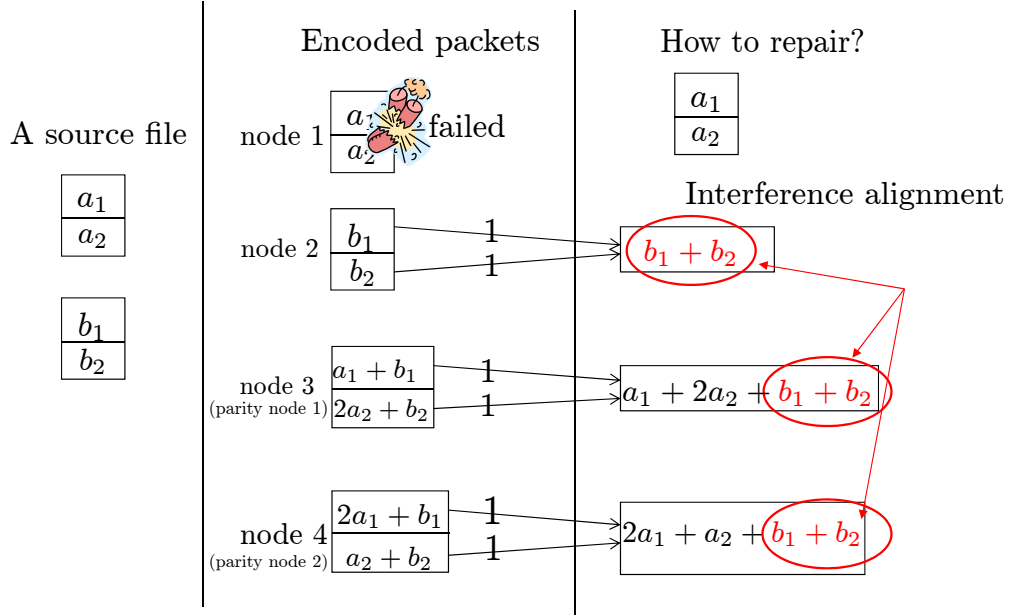 A source file
a₁
a₂
b₁
b₂
Encoded packets
node 1
a₁
a₂
failed
node 2
b₁
b₂
1
1
node 3
(parity node 1)
a₁ + b₁
2a₂ + b₂
1
1
node 4
(parity node 2)
2a₁ + b₁
a₂ + b₂
1
1
How to repair?
a₁
a₂
Interference alignment
b₁ + b₂
a₁ + 2a₂ + b₁ + b₂
2a₁ + a₂ + b₁ + b₂